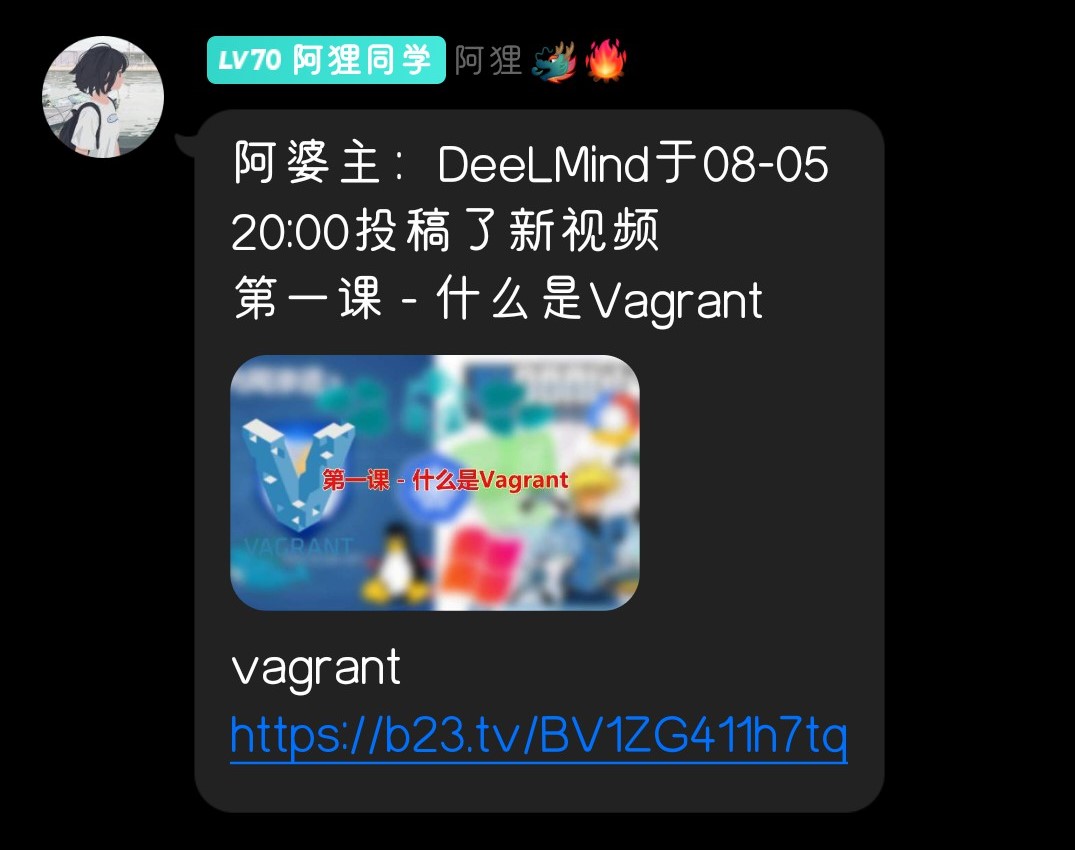 LV70 阿狸同学 阿狸
阿婆主：DeeLMind于08-05
20:00投稿了新视频
第一课 - 什么是Vagrant
第一课 - 什么是Vagrant
VAGRANT
vagrant
https://b23.tv/BV1ZG411h7tq